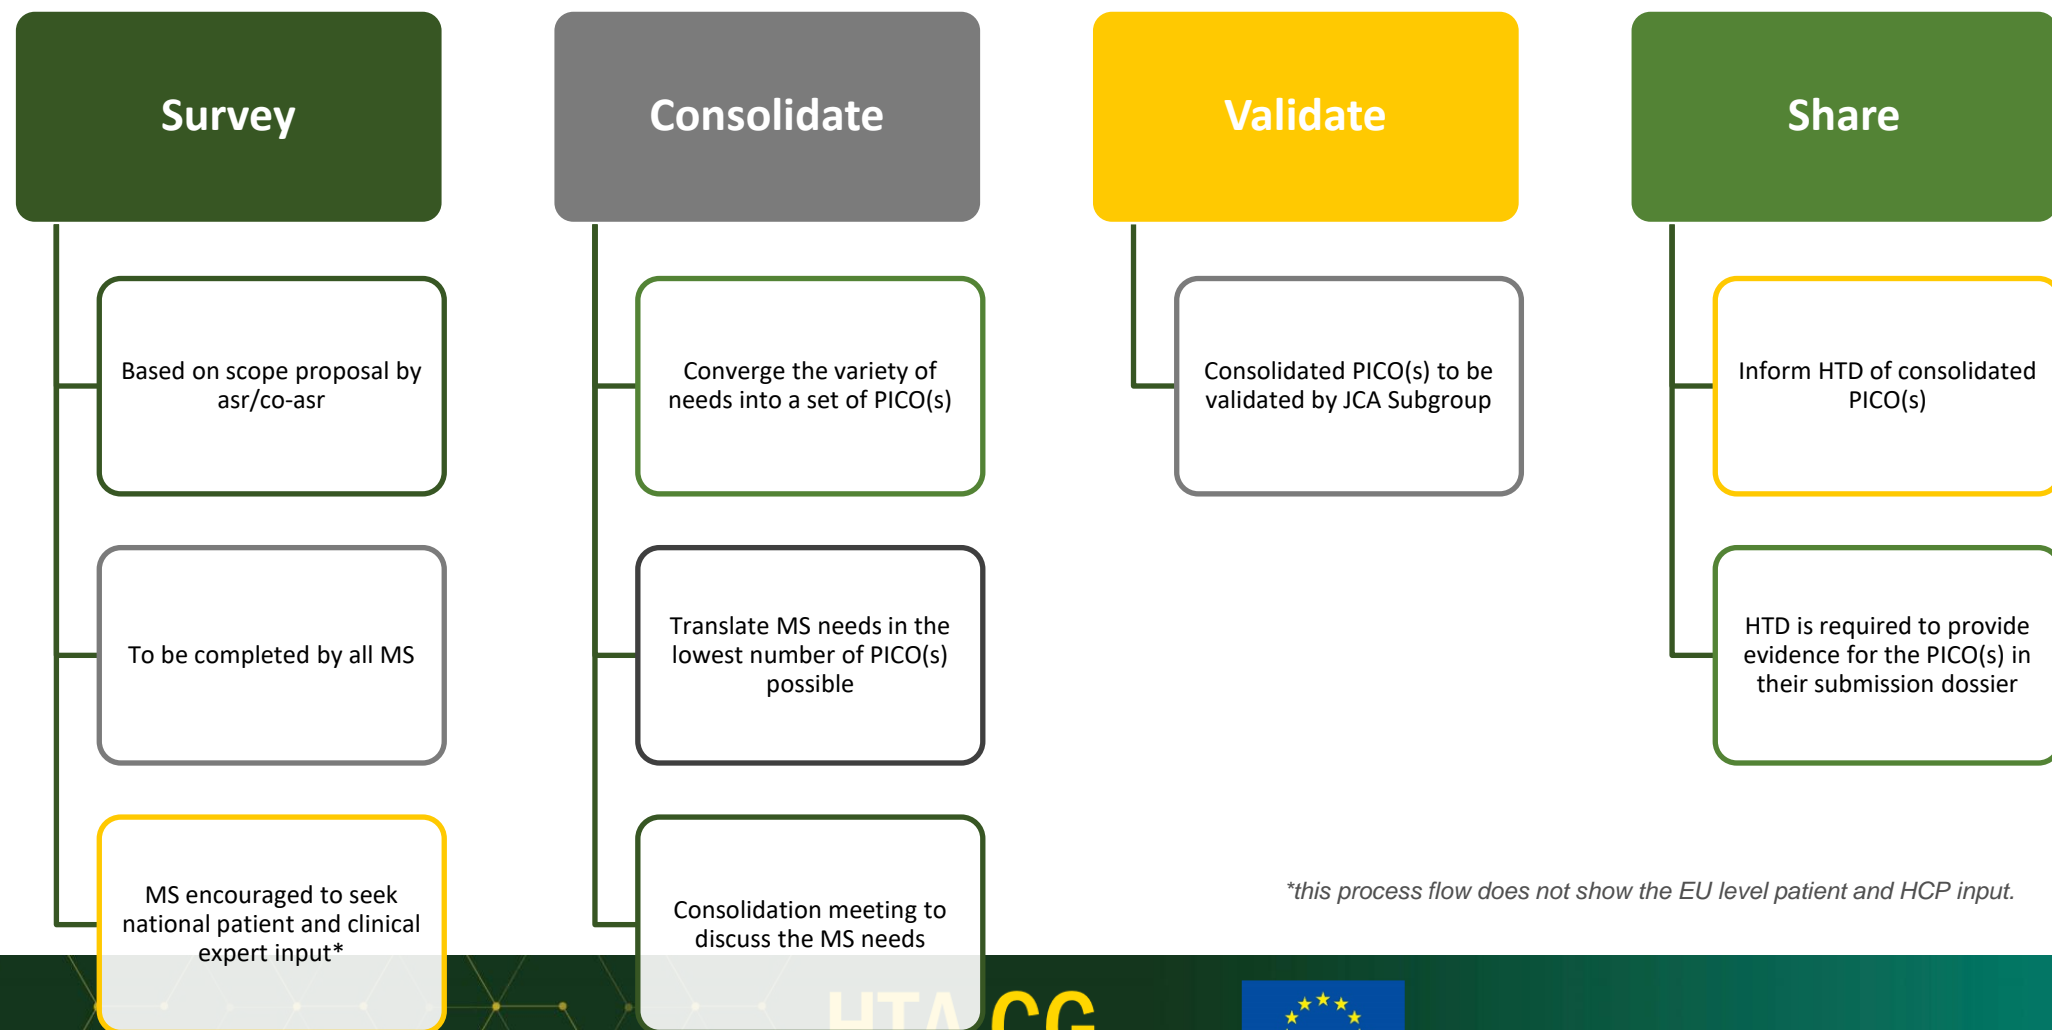 Survey
Based on scope proposal by
asr/co-asr
To be completed by all MS
MS encouraged to seek
national patient and clinical
expert input*
Consolidate
Converge the variety of
needs into a set of PICO(s)
Translate MS needs in the
lowest number of PICO(s)
possible
Consolidation meeting to
discuss the MS needs
Validate
Consolidated PICO(s) to be
validated by JCA Subgroup
Share
Inform HTD of consolidated
PICO(s)
HTD is required to provide
evidence for the PICO(s) in
their submission dossier
*this process flow does not show the EU level patient and HCP input.
HTA CG